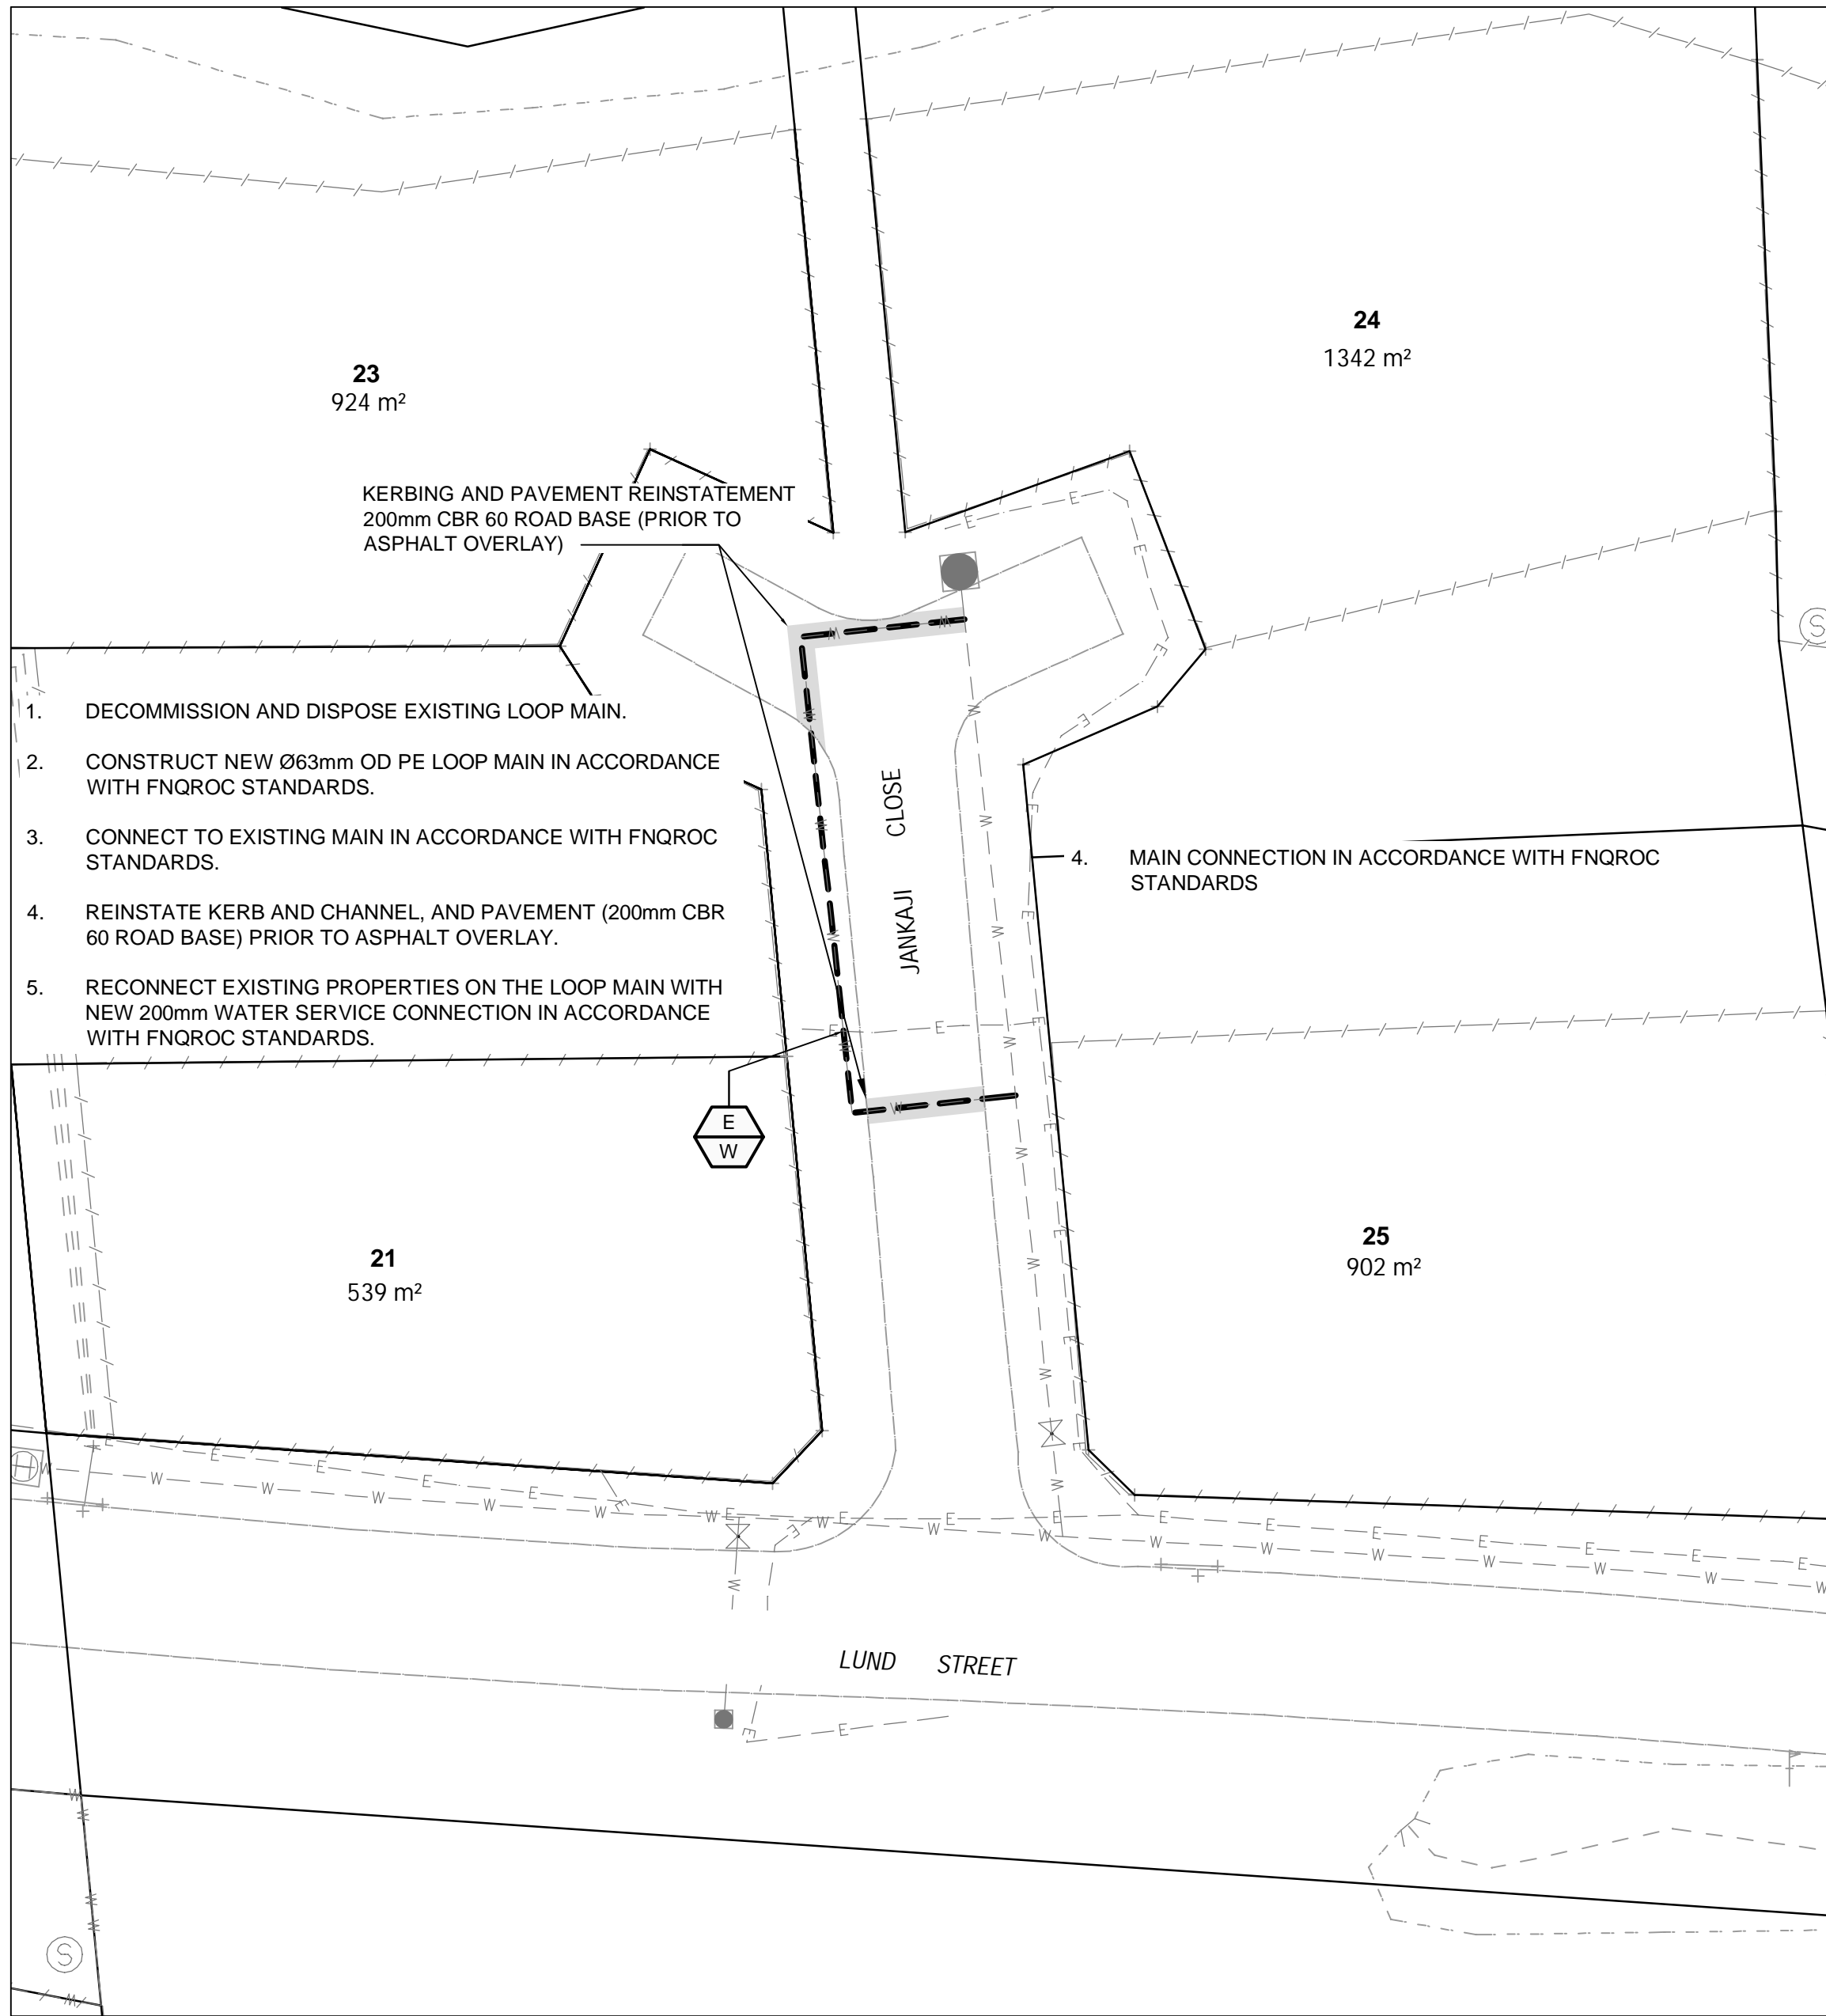 24
1342 m²
23
924 m²
KERBING AND PAVEMENT REINSTATEMENT
200mm CBR 60 ROAD BASE (PRIOR TO
ASPHALT OVERLAY)
1. DECOMMISSION AND DISPOSE EXISTING LOOP MAIN.
2. CONSTRUCT NEW Ø63mm OD PE LOOP MAIN IN ACCORDANCE
WITH FNQROC STANDARDS.
3. CONNECT TO EXISTING MAIN IN ACCORDANCE WITH FNQROC
STANDARDS.
4. REINSTATE KERB AND CHANNEL, AND PAVEMENT (200mm CBR
60 ROAD BASE) PRIOR TO ASPHALT OVERLAY.
5. RECONNECT EXISTING PROPERTIES ON THE LOOP MAIN WITH
NEW 200mm WATER SERVICE CONNECTION IN ACCORDANCE
WITH FNQROC STANDARDS.
JANKAJI CLOSE
4. MAIN CONNECTION IN ACCORDANCE WITH FNQROC
STANDARDS
E
W
21
539 m²
25
902 m²
H
LUND STREET
S
S